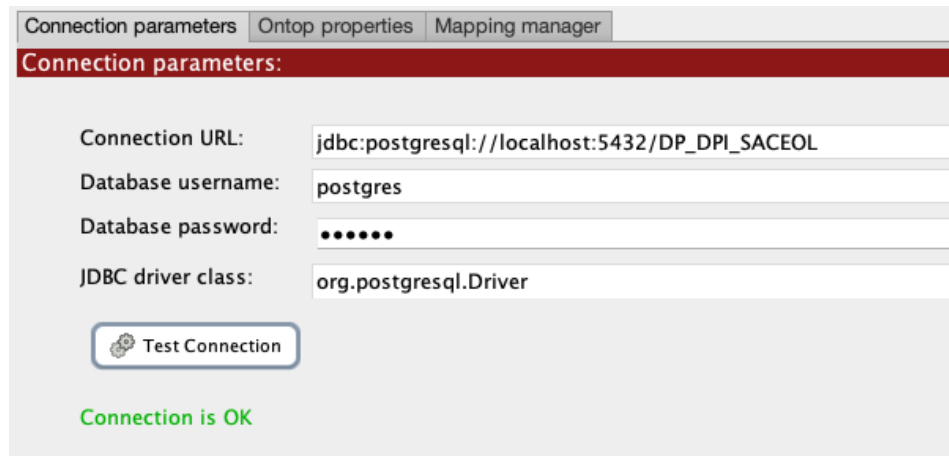 Connection parameters Ontop properties Mapping manager
Connection parameters:
Connection URL: jdbc:postgresql://localhost:5432/DP_DPI_SACEOL
Database username: postgres
Database password: ••••••
JDBC driver class: org.postgresql.Driver
Test Connection
Connection is OK